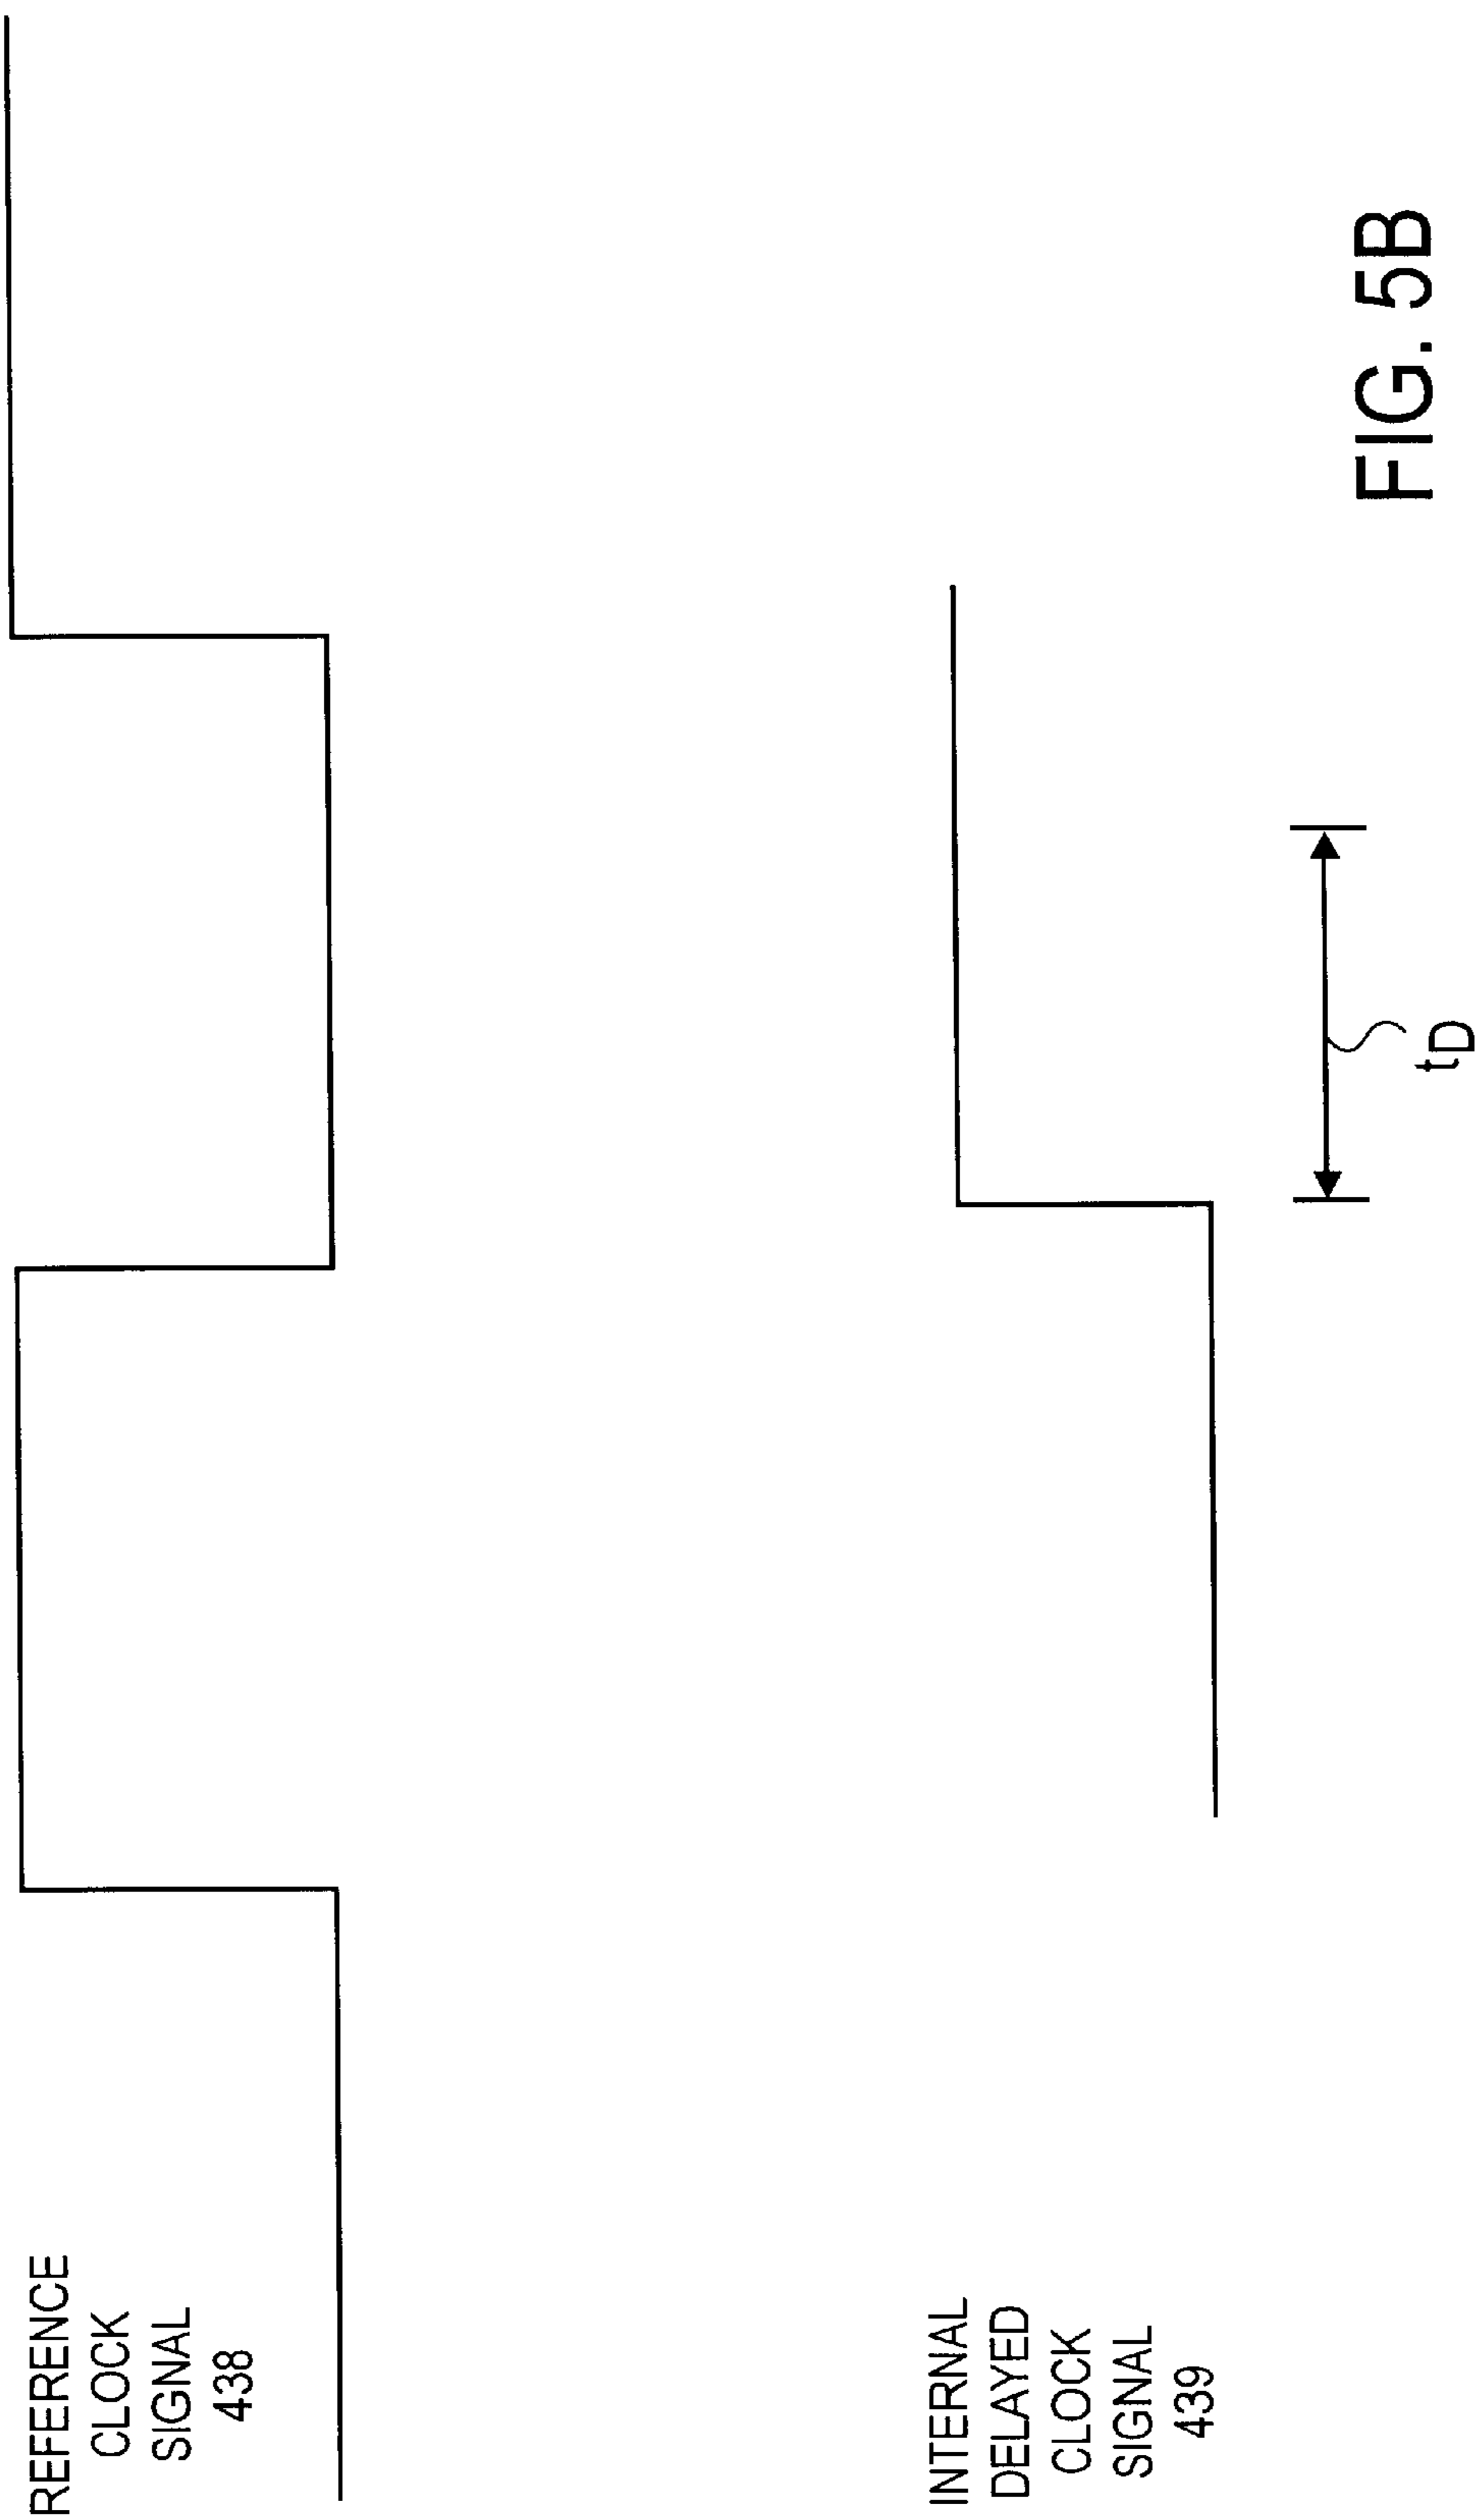 REFERENCE
CLOCK
SIGNAL
438
INTERNAL
DELAYED
CLOCK
SIGNAL
439
tD
FIG. 5B